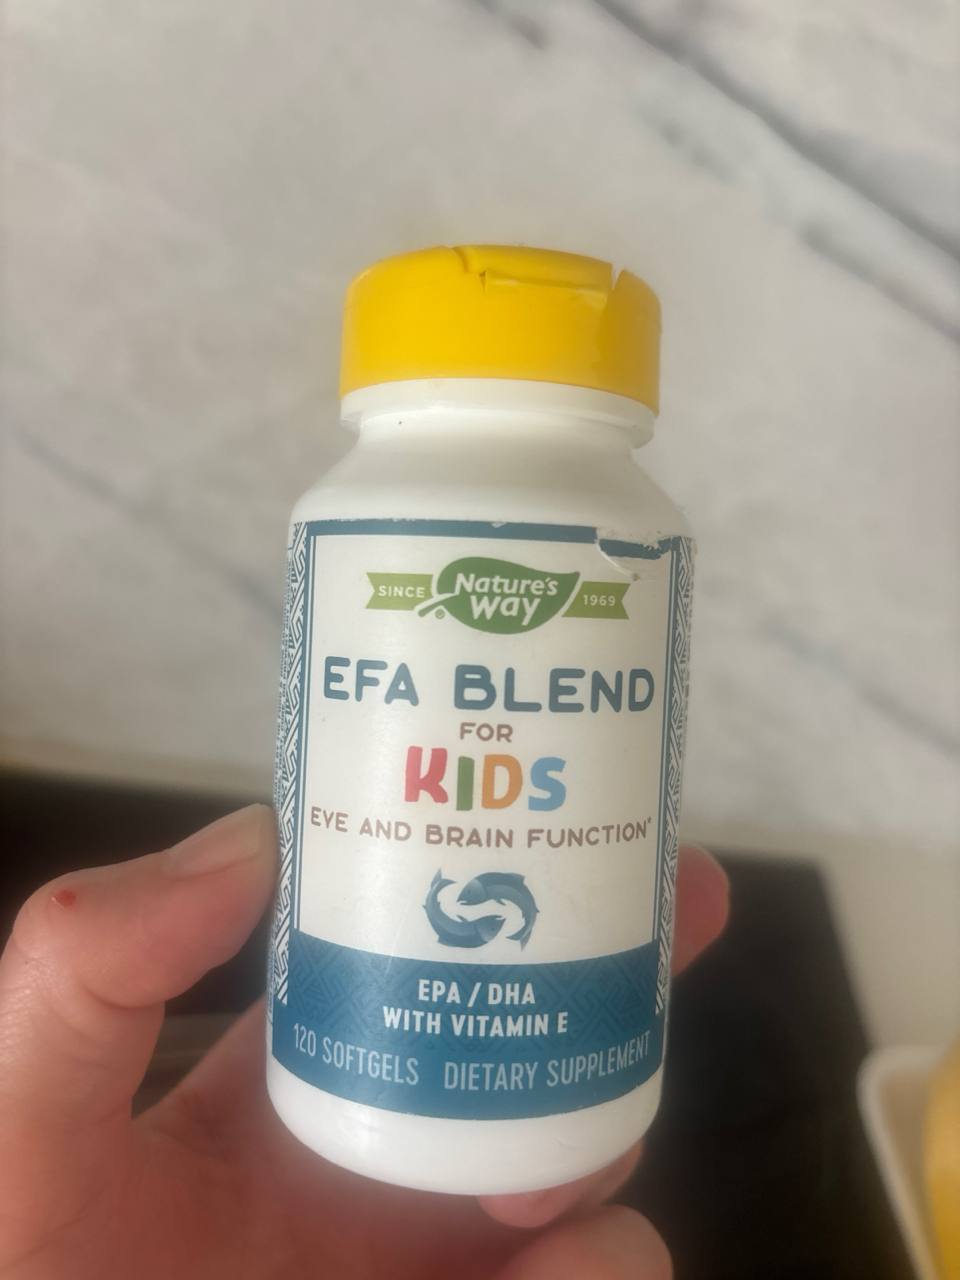 SINCE Nature's Way® 1969
EFA BLEND
FOR
KIDS
EYE AND BRAIN FUNCTION*
EPA / DHA
WITH VITAMIN E
120 SOFTGELS DIETARY SUPPLEMENT